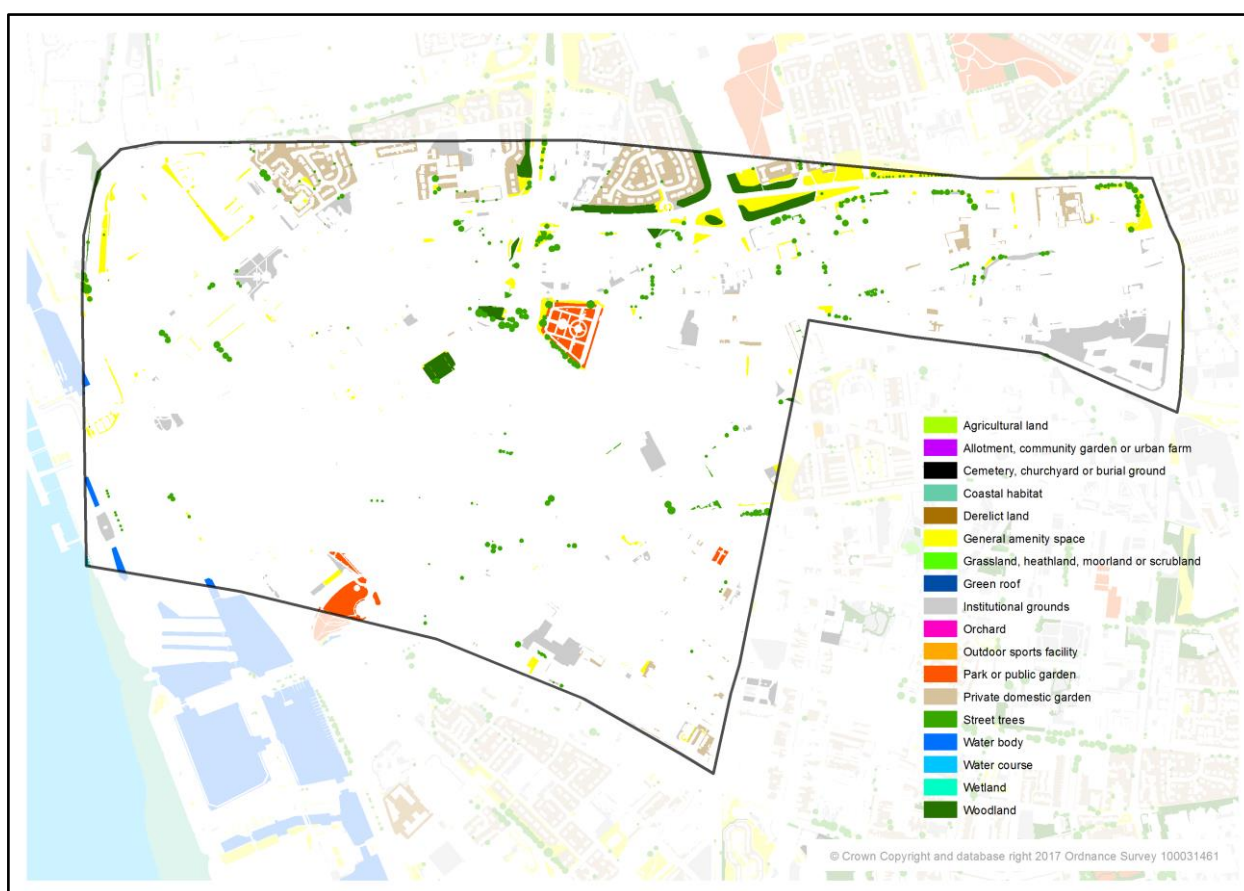 Agricultural land
Allotment, community garden or urban farm
Cemetery, churchyard or burial ground
Coastal habitat
Derelict land
General amenity space
Grassland, heathland, moorland or scrubland
Green roof
Institutional grounds
Orchard
Outdoor sports facility
Park or public garden
Private domestic garden
Street trees
Water body
Water course
Wetland
Woodland
© Crown Copyright and database right 2017 Ordnance Survey 100031461